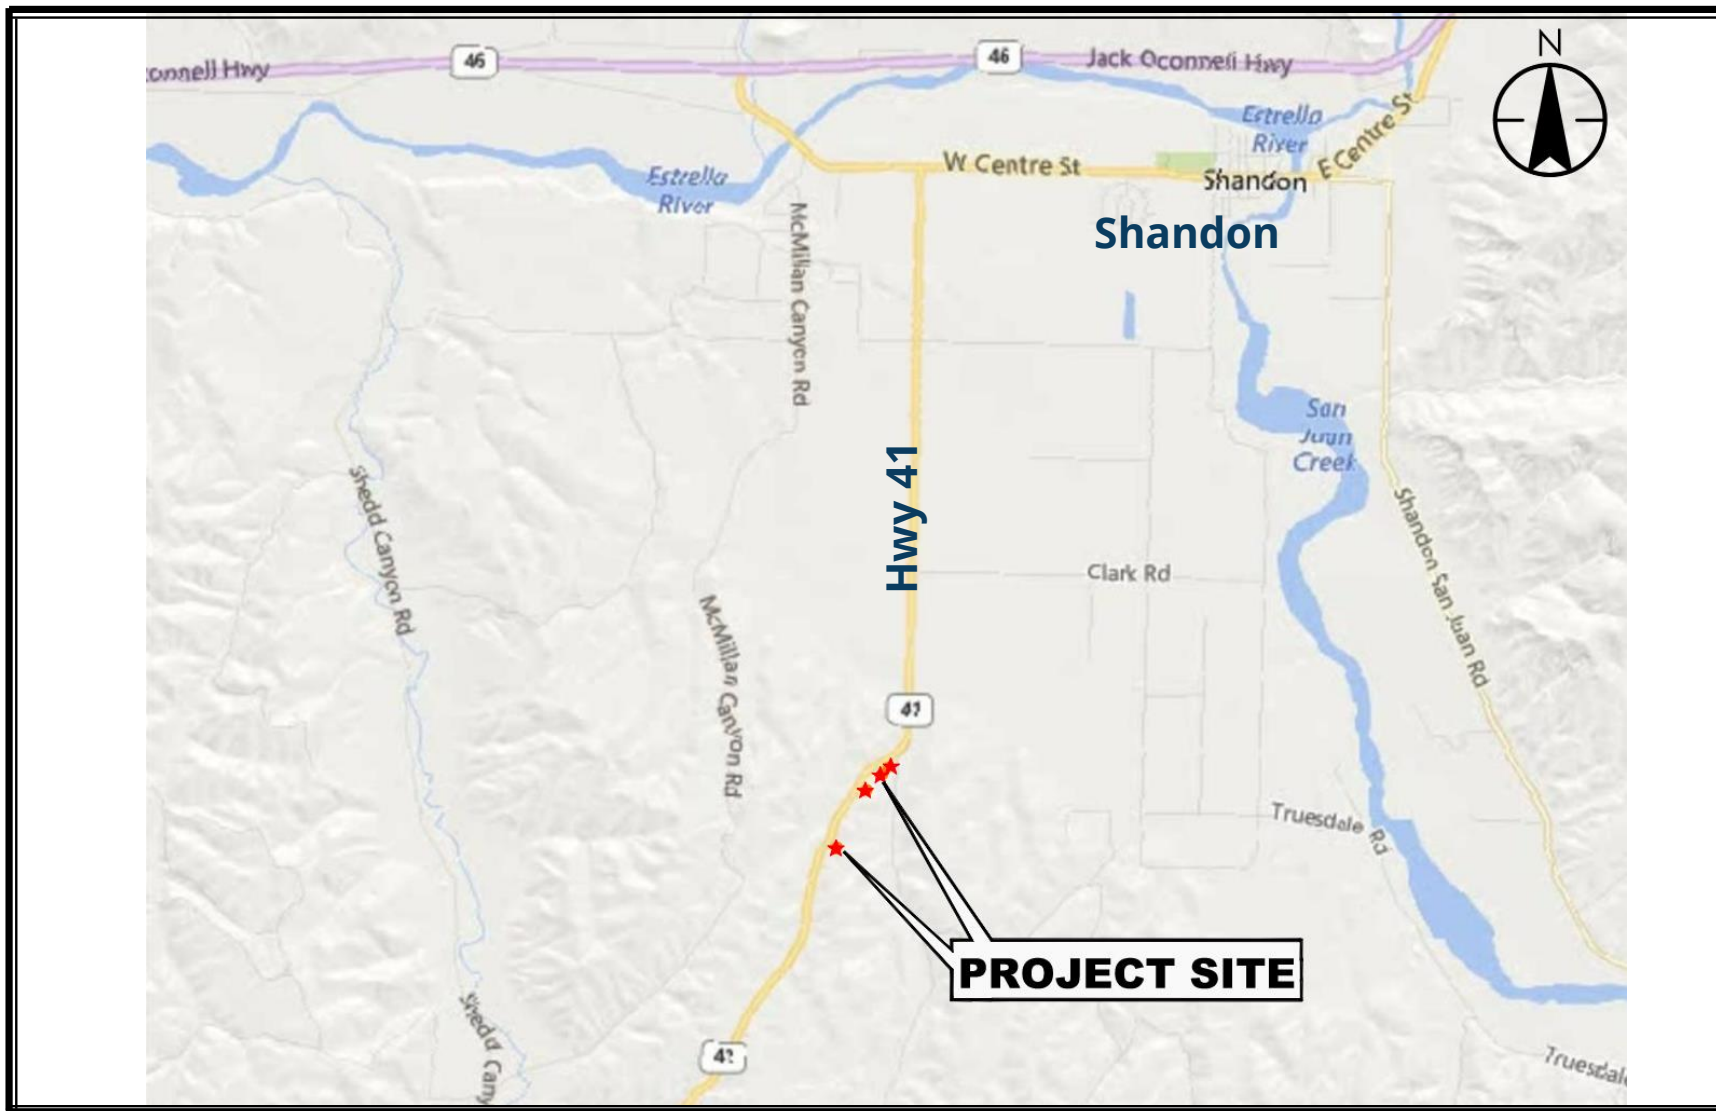 N
46
46
Jack Oconnell Hwy
connell Hwy
Estrella
River
E Centre St
W Centre St
Shandon
Estrella
River
Shandon
McMillan Canyon Rd
San
Juan
Creek
Hwy 41
Shedd Canyon Rd
Shandon San Juan Rd
Clark Rd
McMillan Canyon Rd
41
Truesdale Rd
PROJECT SITE
Shedd Cany
41
Truesdale